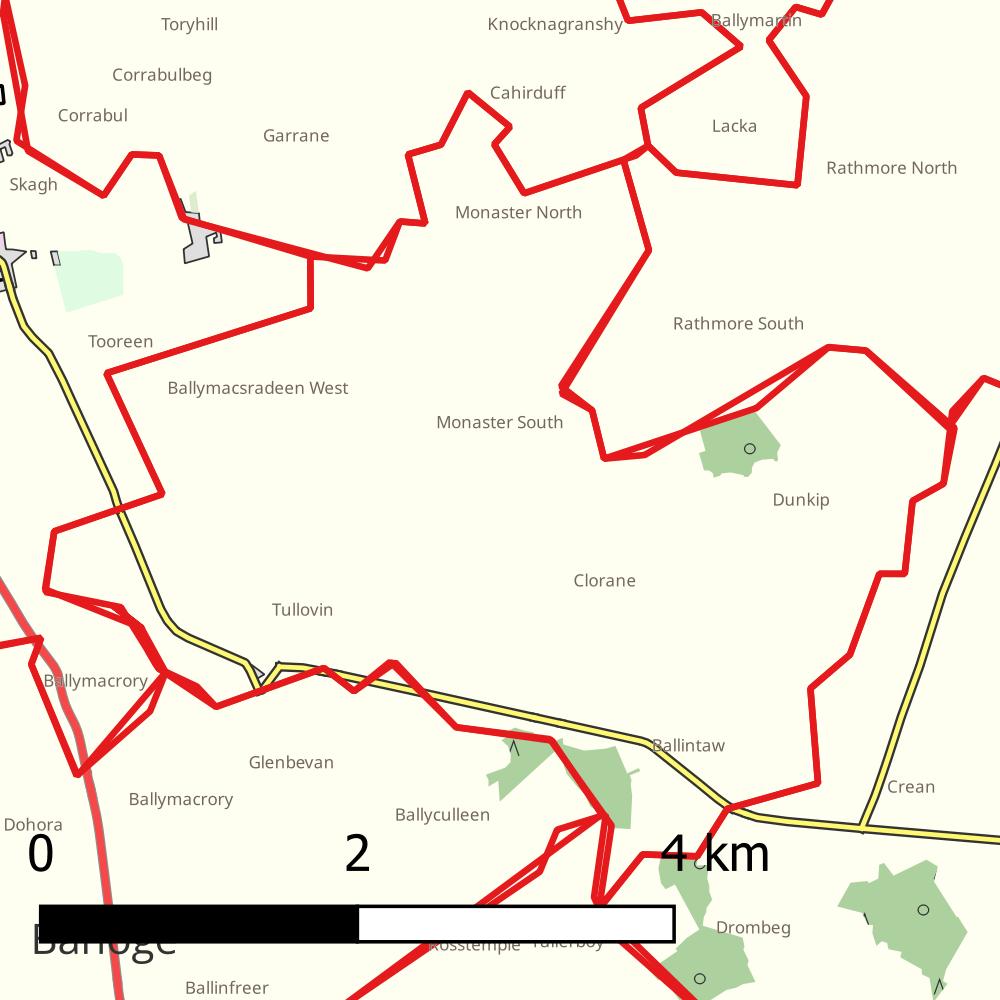 Toryhill
Knocknagranshy
Ballymartin
Corrabulbeg
Cahirduff
Corrabul
Garrane
Lacka
Rathmore North
Skagh
Monaster North
Rathmore South
Tooreen
Ballymacsradeen West
Monaster South
Dunkip
Clorane
Tullovin
Ballymacrory
Ballintaw
Glenbevan
Crean
Ballymacrory
Ballyculleen
Dohora
0 2 4 km
Drombeg
Banoge
Rosstemple
Tullerboy
Ballinfreer